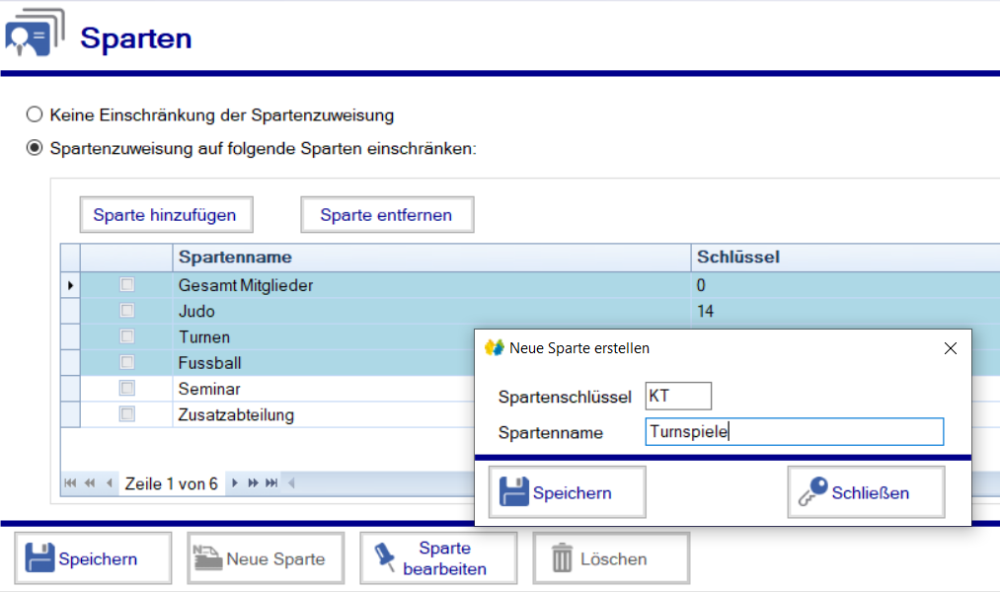 Sparten
Keine Einschränkung der Spartenzuweisung
Spartenzuweisung auf folgende Sparten einschränken:
Sparte hinzufügen Sparte entfernen
Spartenname Schlüssel
Gesamt Mitglieder 0
Judo 14
Turnen
Fussball
Seminar
Zusatzabteilung
Zeile 1 von 6
Neue Sparte erstellen
Spartenschlüssel KT
Spartenname Turnspiele
Speichern Schließen
Speichern Neue Sparte Sparte bearbeiten Löschen